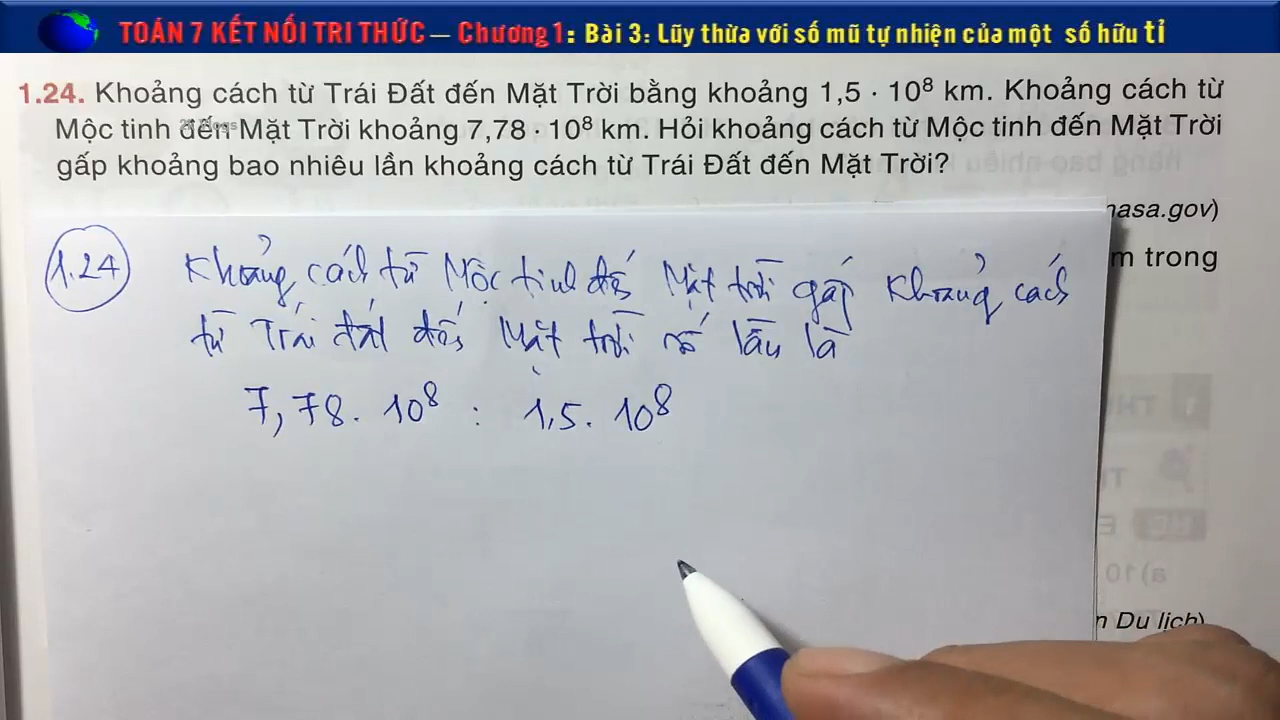 TOÁN 7 KẾT NỐI TRI THỨC – Chương 1: Bài 3: Lũy thừa với số mũ tự nhiện của một số hữu tỉ
1.24. Khoảng cách từ Trái Đất đến Mặt Trời bằng khoảng 1,5 · 10⁸ km. Khoảng cách từ
Mộc tinh đến Mặt Trời khoảng 7,78 · 10⁸ km. Hỏi khoảng cách từ Mộc tinh đến Mặt Trời
gấp khoảng bao nhiêu lần khoảng cách từ Trái Đất đến Mặt Trời?
nasa.gov)
m trong
1.24 Khoảng cách từ Mộc tinh đến Mặt trời gấp khoảng cách
từ Trái đất đến Mặt trời số lần là
7,78. 10⁸ : 1,5. 10⁸
n Du lịch)